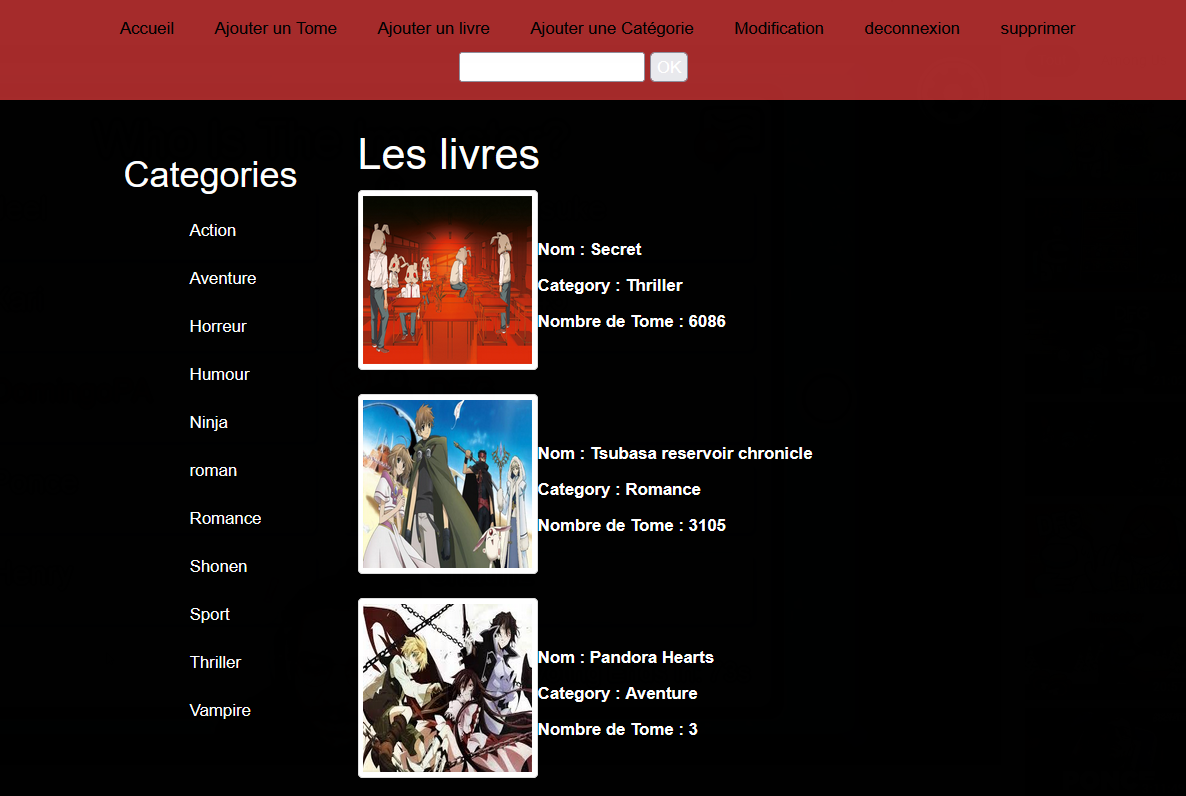 Accueil Ajouter un Tome Ajouter un livre Ajouter une Catégorie Modification deconnexion supprimer
OK
Categories
Action
Aventure
Horreur
Humour
Ninja
roman
Romance
Shonen
Sport
Thriller
Vampire
Les livres
Nom : Secret
Category : Thriller
Nombre de Tome : 6086
Nom : Tsubasa reservoir chronicle
Category : Romance
Nombre de Tome : 3105
Nom : Pandora Hearts
Category : Aventure
Nombre de Tome : 3